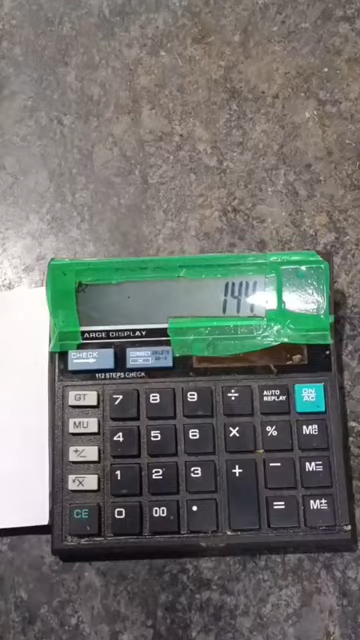 144
ARGE DISPLAY
CHECK CORRECT
112 STEPS CHECK
GT 7 8 9 ÷ AUTO REPLAY ON AC
MU 4 5 6 × %
+/- 1 2 3 + − M=
√X
CE 0 00 • = M±